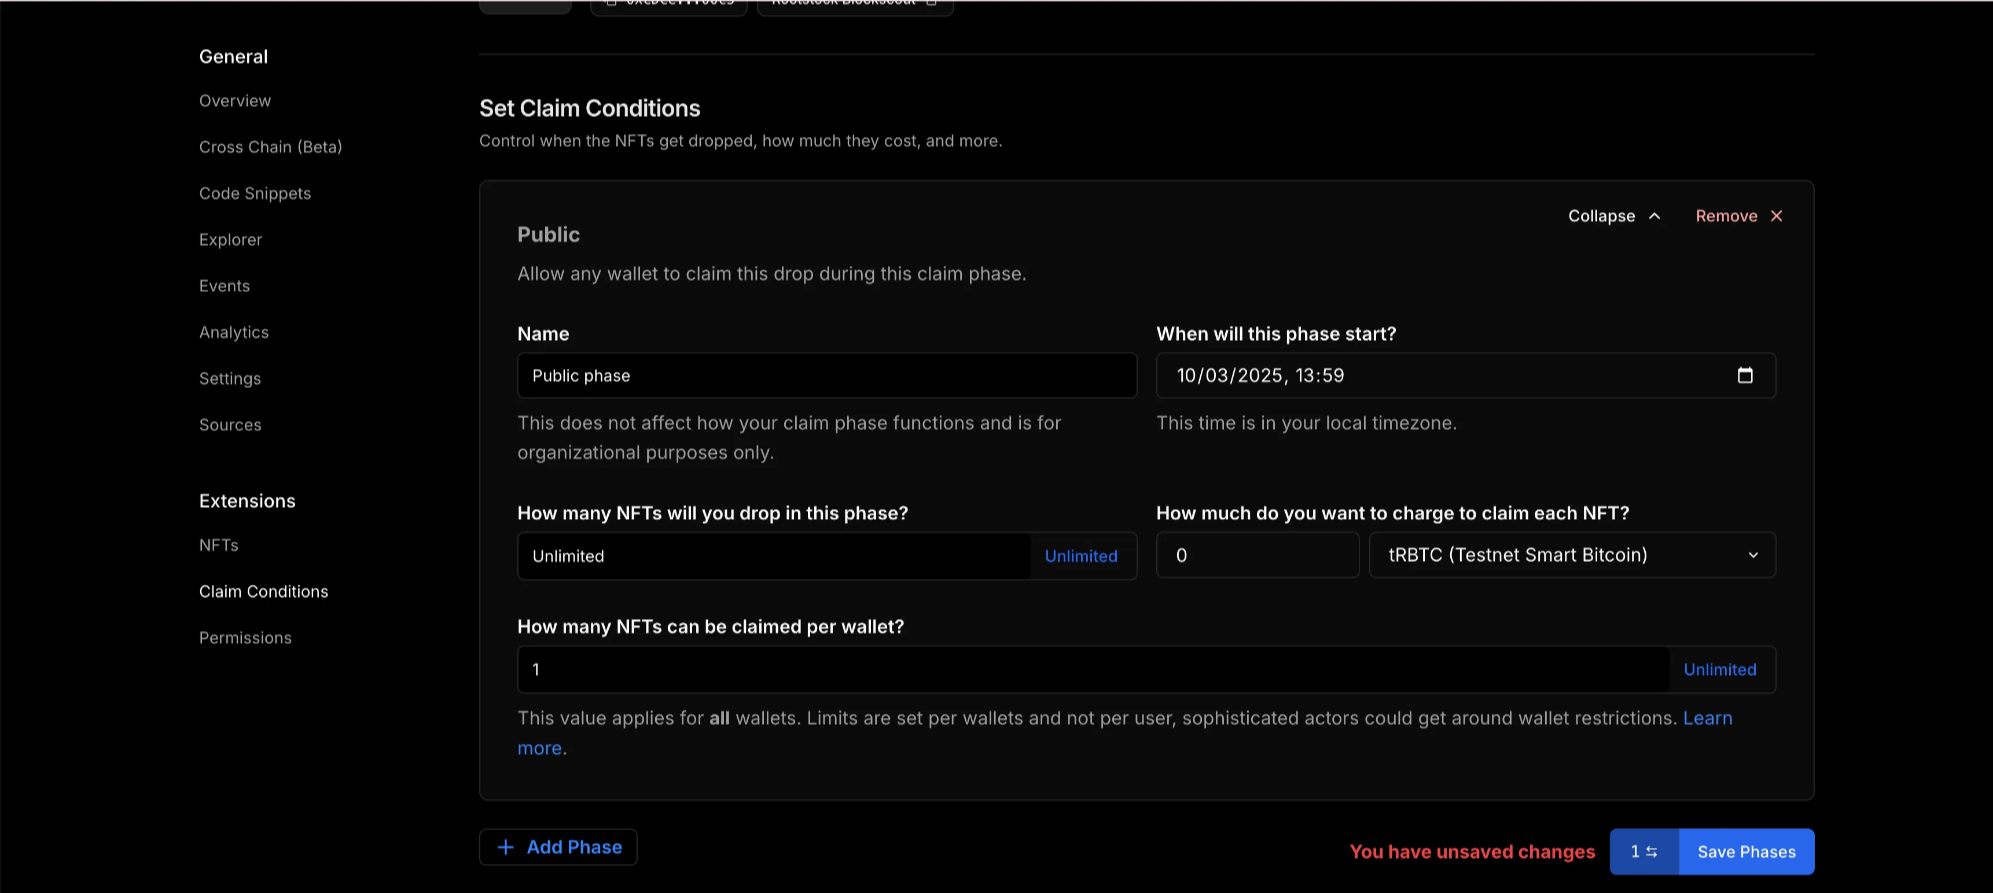 General
Overview
Cross Chain (Beta)
Code Snippets
Explorer
Events
Analytics
Settings
Sources
Extensions
NFTs
Claim Conditions
Permissions
Set Claim Conditions
Control when the NFTs get dropped, how much they cost, and more.
Collapse
Remove
Public
Allow any wallet to claim this drop during this claim phase.
Name
Public phase
This does not affect how your claim phase functions and is for
organizational purposes only.
When will this phase start?
10/03/2025, 13:59
This time is in your local timezone.
How many NFTs will you drop in this phase?
Unlimited Unlimited
How much do you want to charge to claim each NFT?
0 tRBTC (Testnet Smart Bitcoin)
How many NFTs can be claimed per wallet?
1 Unlimited
This value applies for all wallets. Limits are set per wallets and not per user, sophisticated actors could get around wallet restrictions. Learn
more.
+ Add Phase
You have unsaved changes
1 Save Phases